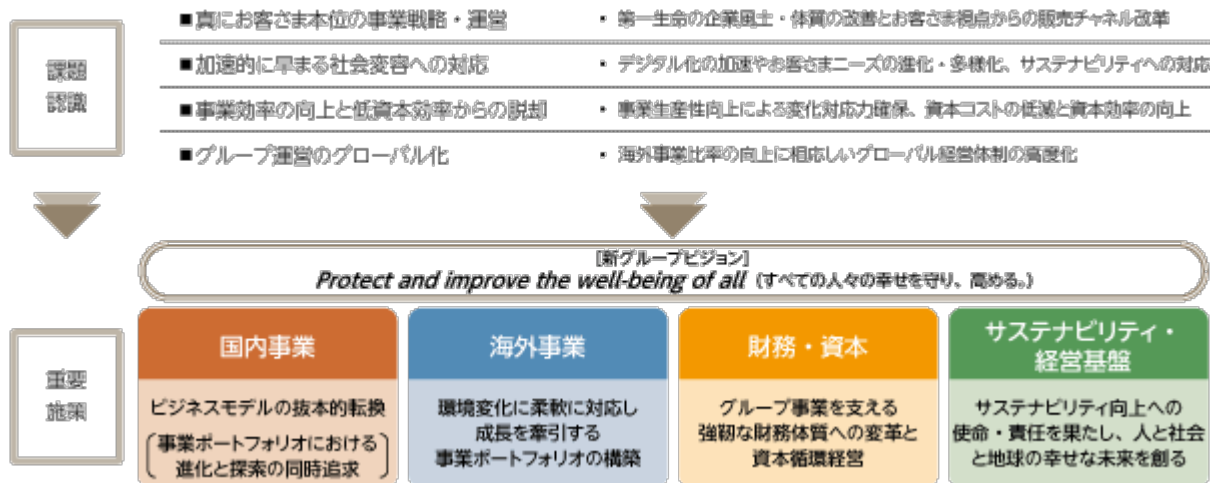 課題
認識
■真にお客さま本位の事業戦略・運営
• 第一生命の企業風土・体質の改善とお客さま視点からの販売チャネル改革
■加速的に早まる社会変容への対応
• デジタル化の加速やお客さまニーズの進化・多様化、サステナビリティへの対応
■事業効率の向上と低資本効率からの脱却
• 事業生産性向上による変化対応力確保、資本コストの低減と資本効率の向上
■グループ運営のグローバル化
• 海外事業比率の向上に相応しいグローバル経営体制の高度化
[新グループビジョン]
Protect and improve the well-being of all (すべての人々の幸せを守り、高める。)
重要
施策
国内事業
ビジネスモデルの抜本的転換
(事業ポートフォリオにおける
進化と探索の同時追求)
海外事業
環境変化に柔軟に対応し
成長を牽引する
事業ポートフォリオの構築
財務・資本
グループ事業を支える
強靭な財務体質への変革と
資本循環経営
サステナビリティ・
経営基盤
サステナビリティ向上への
使命・責任を果たし、人と社会
と地球の幸せな未来を創る